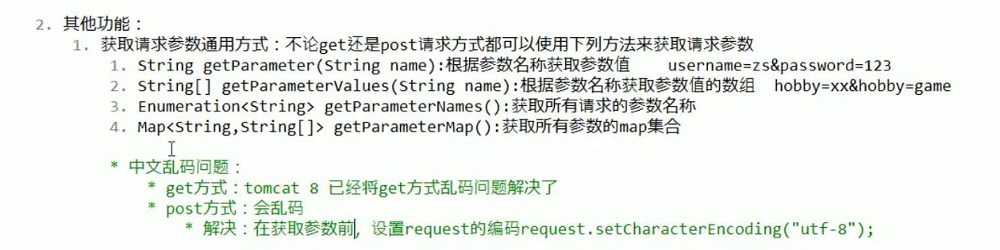 2. 其他功能：
1. 获取请求参数通用方式：不论get还是post请求方式都可以使用下列方法来获取请求参数
1. String getParameter(String name):根据参数名称获取参数值 username=zs&password=123
2. String[] getParameterValues(String name):根据参数名称获取参数值的数组 hobby=xx&hobby=game
3. Enumeration<String> getParameterNames():获取所有请求的参数名称
4. Map<String,String[]> getParameterMap():获取所有参数的map集合
* 中文乱码问题：
* get方式：tomcat 8 已经将get方式乱码问题解决了
* post方式：会乱码
* 解决：在获取参数前，设置request的编码request.setCharacterEncoding("utf-8");